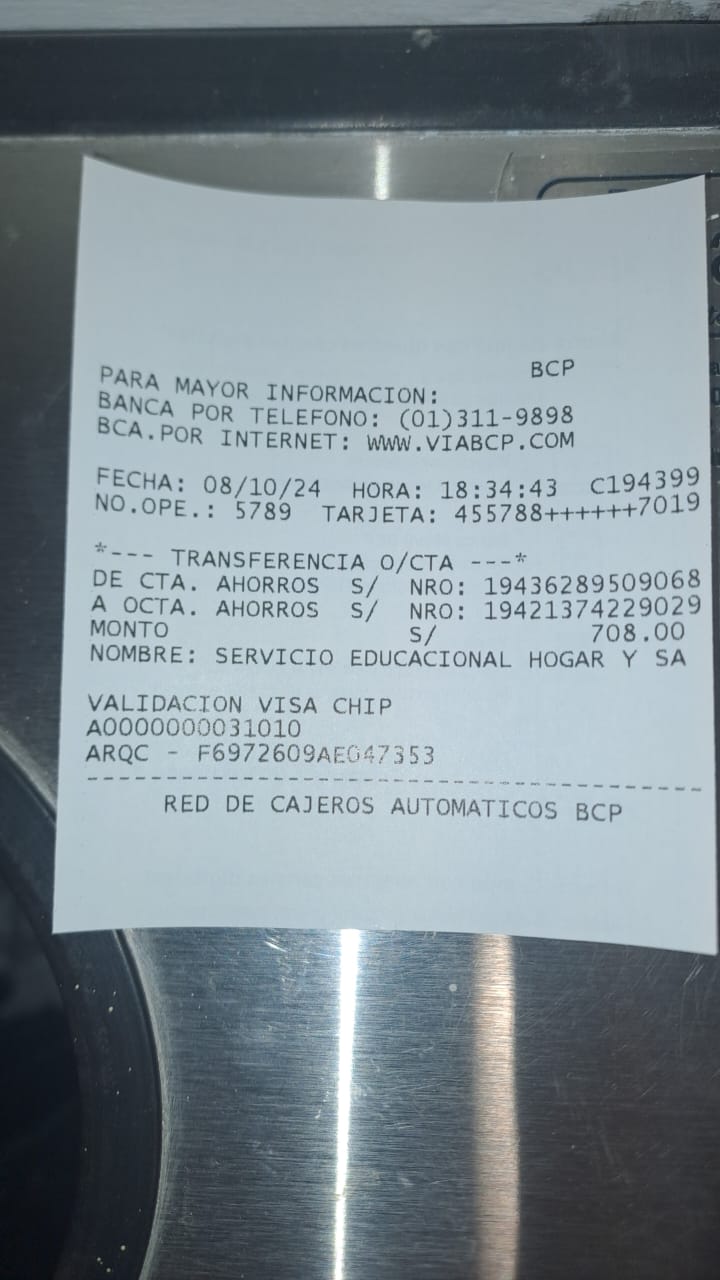 BCP
PARA MAYOR INFORMACION:
BANCA POR TELEFONO: (01)311-9898
BCA.POR INTERNET: WWW.VIABCP.COM
FECHA: 08/10/24 HORA: 18:34:43 C194399
NO.OPE.: 5789 TARJETA: 455788++++++7019
*--- TRANSFERENCIA O/CTA ---*
DE CTA. AHORROS S/ NRO: 19436289509068
A OCTA. AHORROS S/ NRO: 19421374229029
MONTO S/ 708.00
NOMBRE: SERVICIO EDUCACIONAL HOGAR Y SA
VALIDACION VISA CHIP
A0000000031010
ARQC - F6972609AE047353
--------------------------------------------------
RED DE CAJEROS AUTOMATICOS BCP